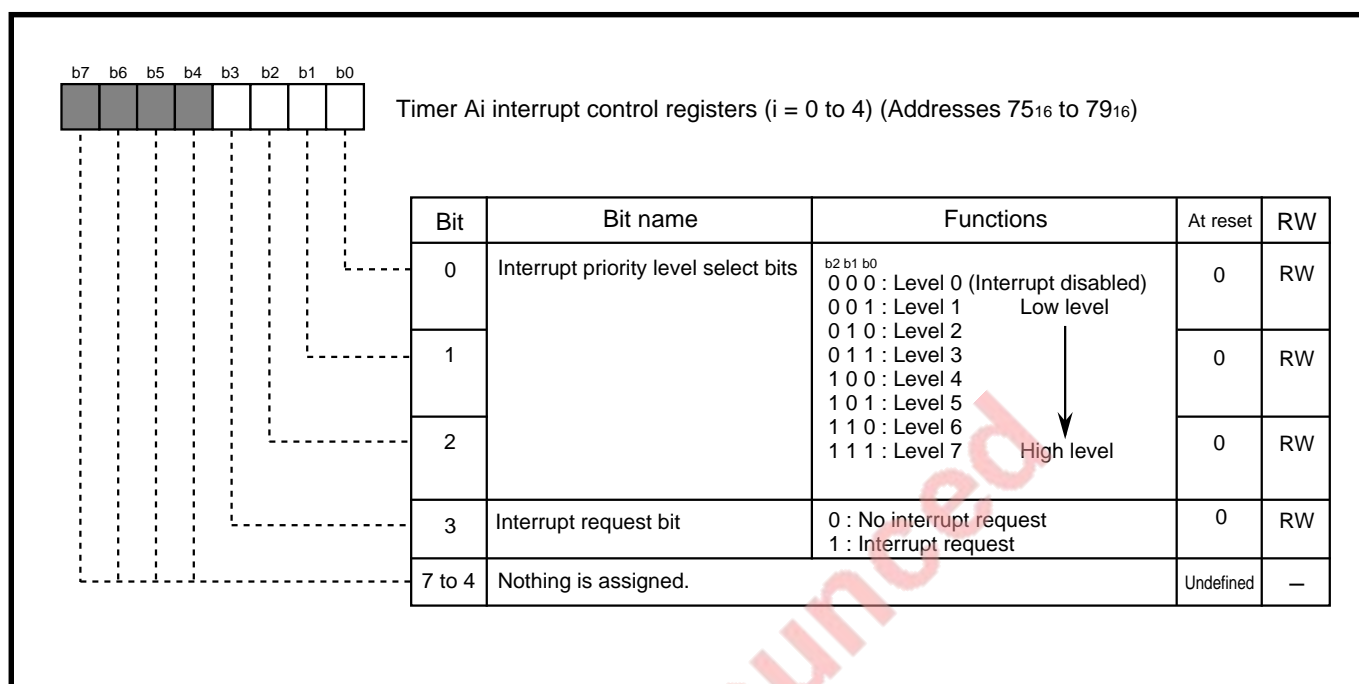 b7 b6 b5 b4 b3 b2 b1 b0
Timer Ai interrupt control registers (i = 0 to 4) (Addresses 7516 to 7916)
Bit Bit name Functions At reset RW
0 Interrupt priority level select bits b2 b1 b0 0 RW
0 0 0 : Level 0 (Interrupt disabled)
0 0 1 : Level 1 Low level
0 1 0 : Level 2
1 0 1 1 : Level 3 0 RW
1 0 0 : Level 4
1 0 1 : Level 5
2 1 1 0 : Level 6 0 RW
1 1 1 : Level 7 High level
3 Interrupt request bit 0 : No interrupt request 0 RW
1 : Interrupt request
7 to 4 Nothing is assigned. Undefined –